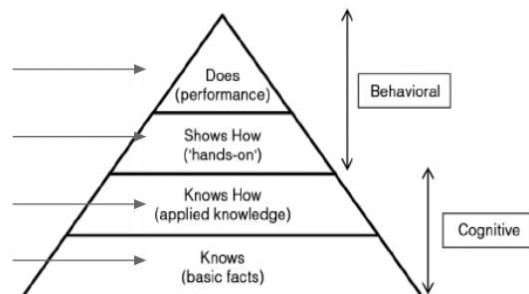 Does
(performance)
Behavioral
Shows How
('hands-on')
Knows How
(applied knowledge)
Cognitive
Knows
(basic facts)